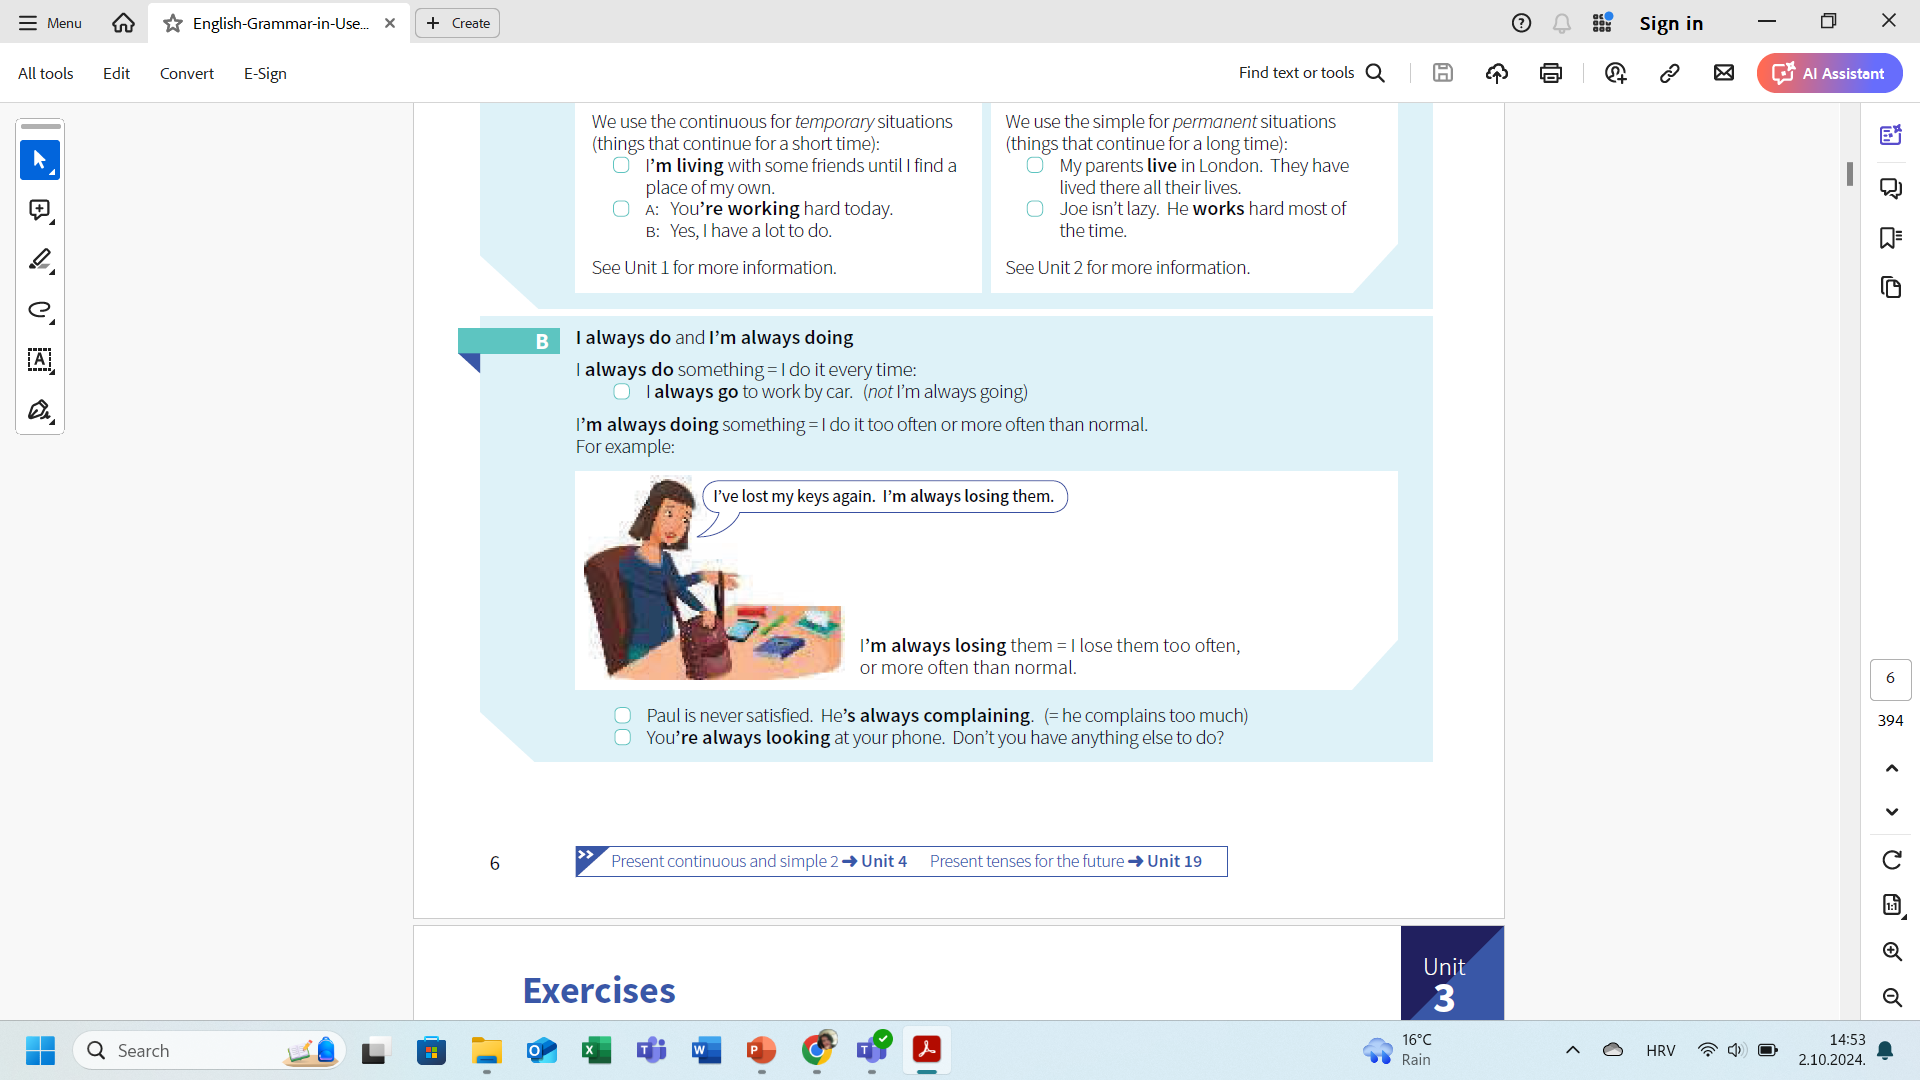 Menu
English-Grammar-in-Use...
Create
Sign in
All tools
Edit
Convert
E-Sign
Find text or tools
AI Assistant
We use the continuous for temporary situations
(things that continue for a short time):
I'm living with some friends until I find a
place of my own.
A: You're working hard today.
B: Yes, I have a lot to do.
See Unit 1 for more information.
We use the simple for permanent situations
(things that continue for a long time):
My parents live in London. They have
lived there all their lives.
Joe isn't lazy. He works hard most of
the time.
See Unit 2 for more information.
B
I always do and I'm always doing
I always do something = I do it every time:
I always go to work by car. (not I'm always going)
I'm always doing something = I do it too often or more often than normal.
For example:
I've lost my keys again. I'm always losing them.
I'm always losing them = I lose them too often,
or more often than normal.
Paul is never satisfied. He's always complaining. (= he complains too much)
You're always looking at your phone. Don't you have anything else to do?
6
Present continuous and simple 2 ➜ Unit 4 Present tenses for the future ➜ Unit 19
Exercises
Unit
3
6
394
1:1
Search
16°C
Rain
HRV
14:53
2.10.2024.